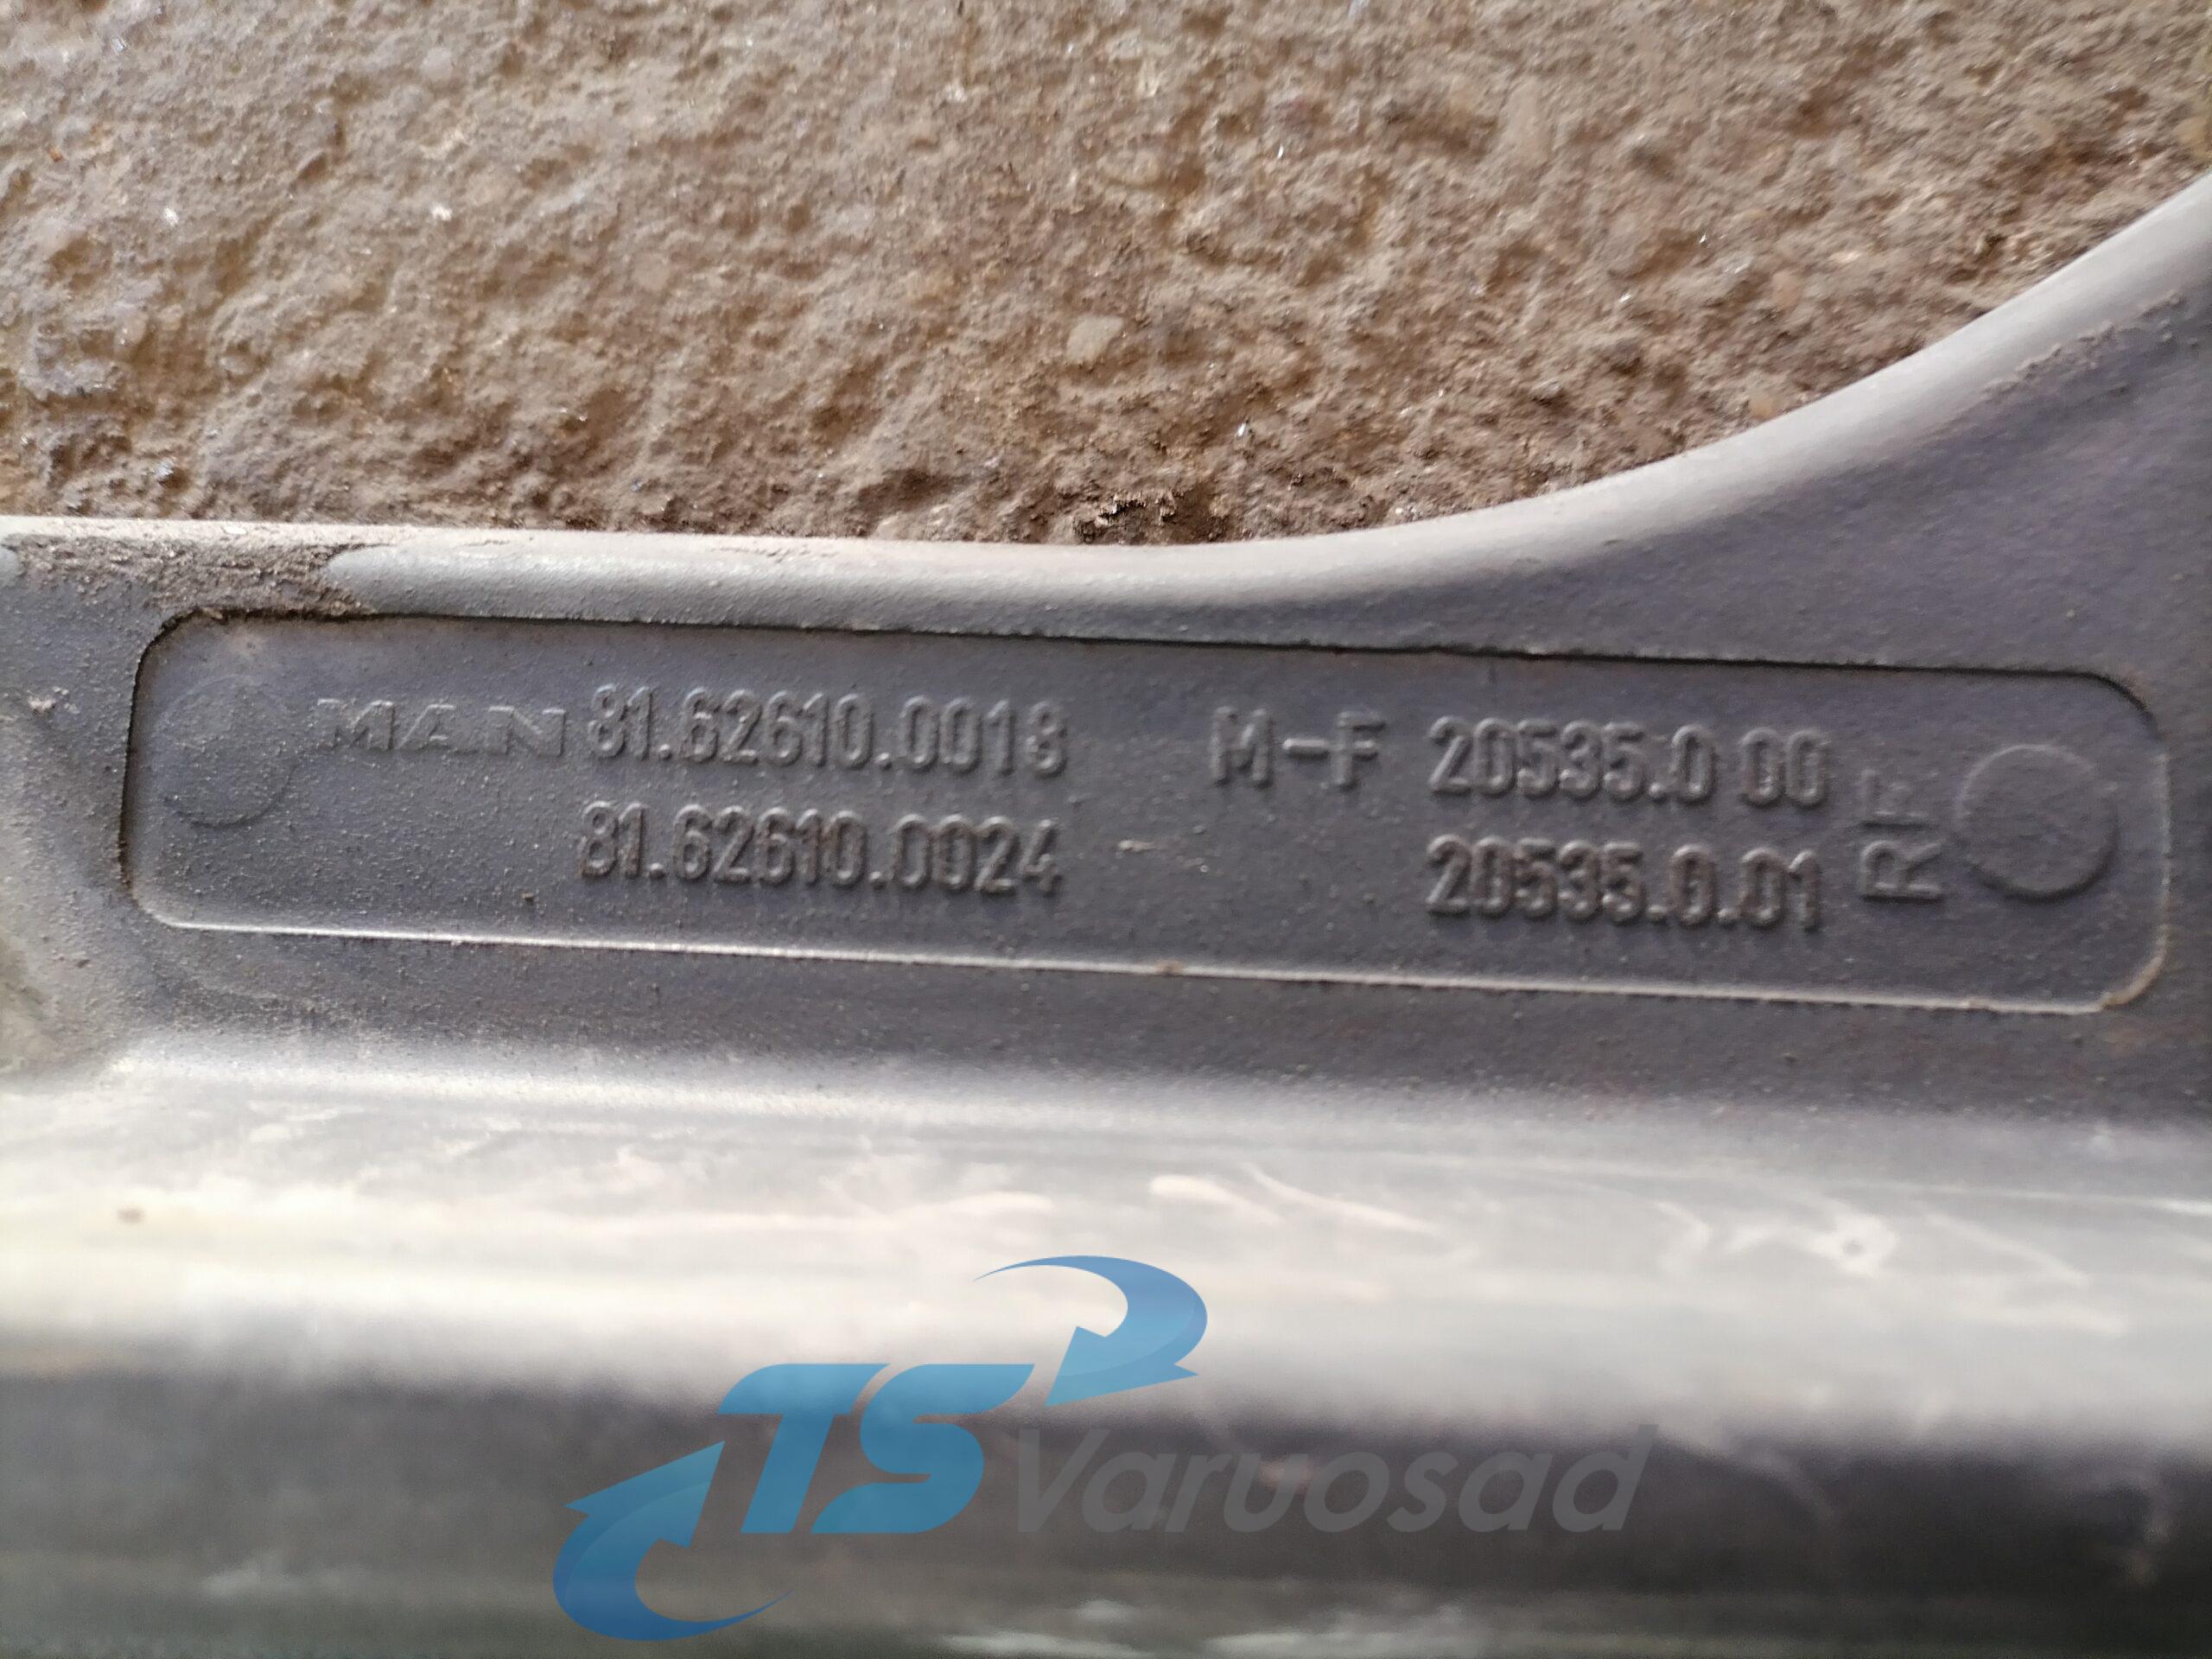 MAN 81.62610.0018 M-F 20535.0 00
81.62610.0024 20535.0.01
RF
TS Varuosad